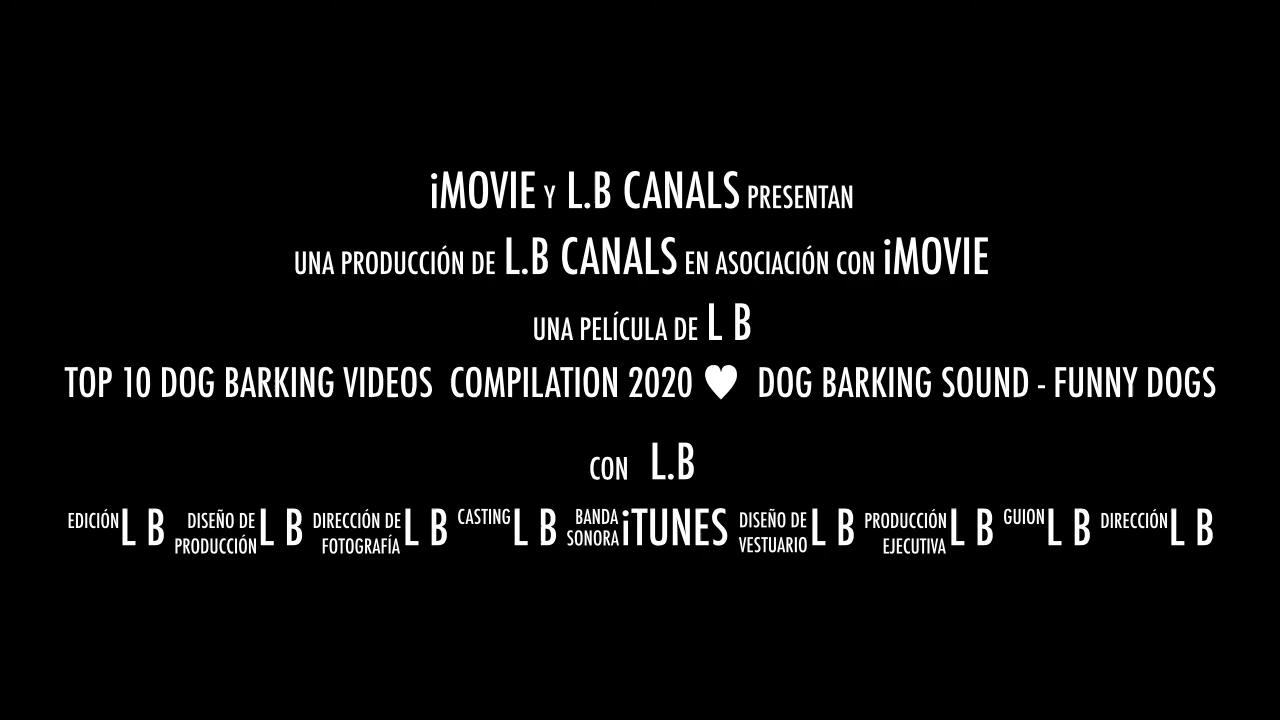 iMOVIE Y L.B CANALS PRESENTAN
UNA PRODUCCIÓN DE L.B CANALS EN ASOCIACIÓN CON iMOVIE
UNA PELÍCULA DE L B
TOP 10 DOG BARKING VIDEOS COMPILATION 2020 ♥ DOG BARKING SOUND - FUNNY DOGS
CON L.B
EDICIÓN L B DISEÑO DE PRODUCCIÓN L B DIRECCIÓN DE FOTOGRAFÍA L B CASTING L B BANDA SONORA iTUNES DISEÑO DE VESTUARIO L B PRODUCCIÓN EJECUTIVA L B GUION L B DIRECCIÓN L B